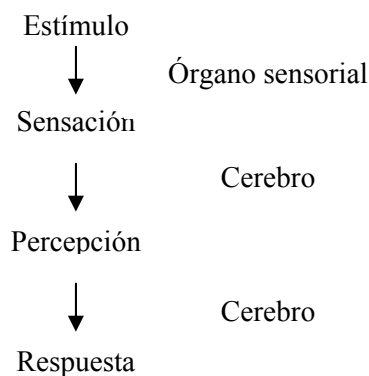 Estímulo
Órgano sensorial
Sensación
Cerebro
Percepción
Cerebro
Respuesta